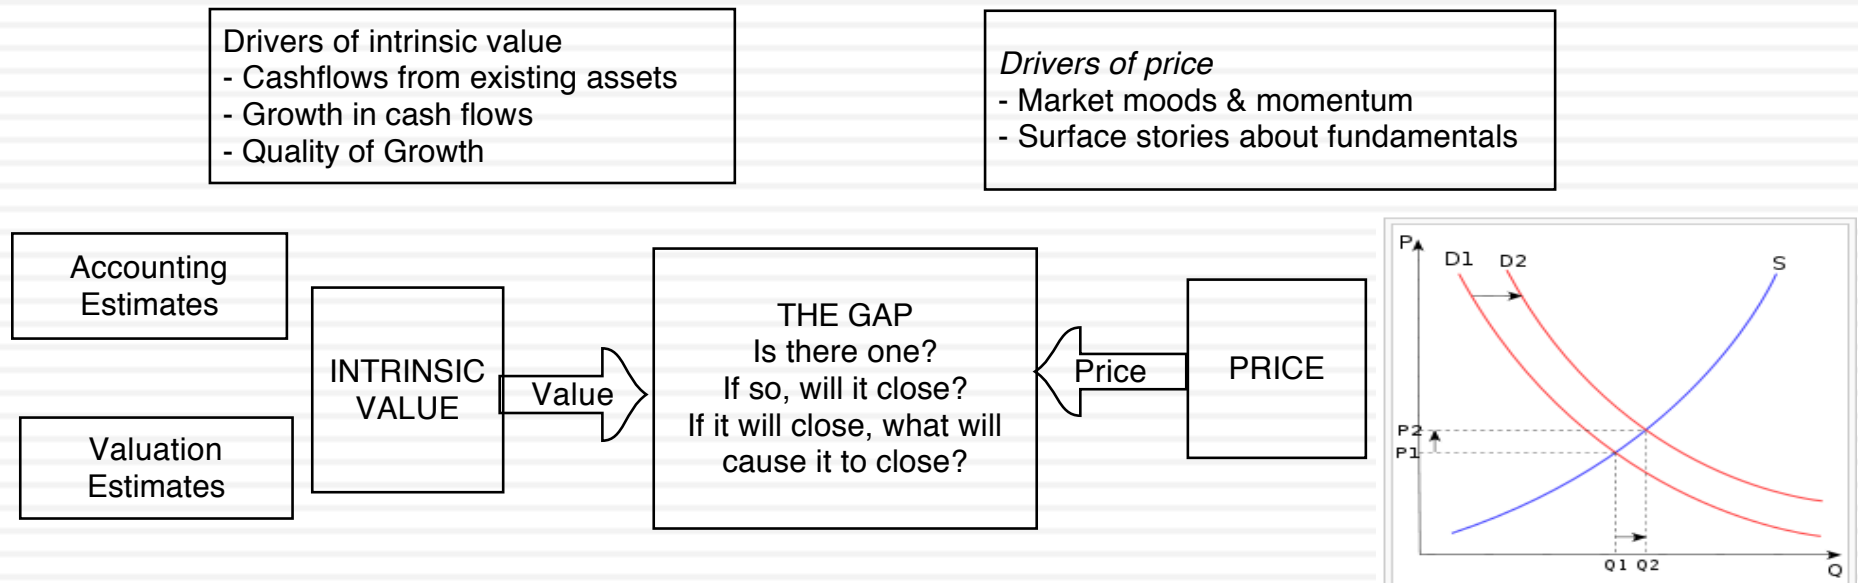 Drivers of intrinsic value
- Cashflows from existing assets
- Growth in cash flows
- Quality of Growth
Drivers of price
- Market moods & momentum
- Surface stories about fundamentals
Accounting
Estimates
Valuation
Estimates
INTRINSIC
VALUE
Value
THE GAP
Is there one?
If so, will it close?
If it will close, what will
cause it to close?
Price
PRICE
P
D1
D2
S
P2
P1
Q1
Q2
Q